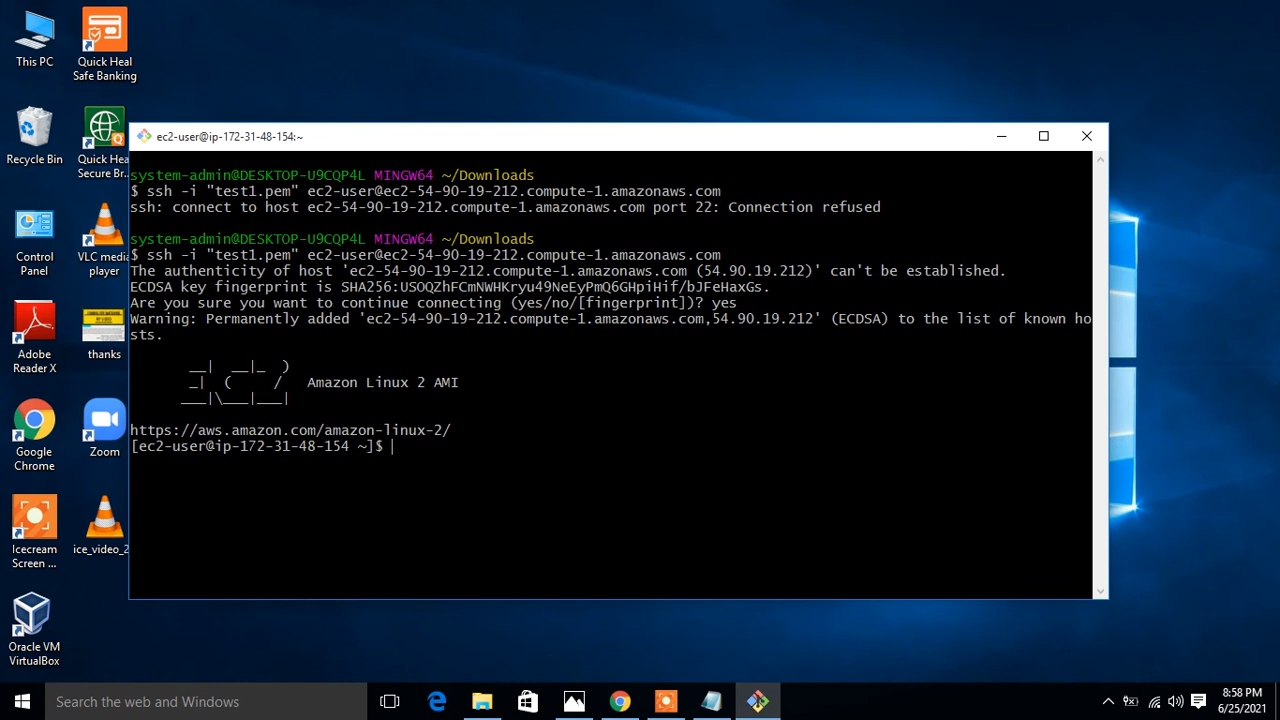 This PC
Quick Heal
Safe Banking
Recycle Bin
Quick Hea
Secure Br...
Control
Panel
VLC media
player
Adobe
Reader X
thanks
Google
Chrome
Zoom
Icecream
Screen ...
ice_video_2
Oracle VM
VirtualBox
ec2-user@ip-172-31-48-154:~
system-admin@DESKTOP-U9CQP4L MINGW64 ~/Downloads
$ ssh -i "test1.pem" ec2-user@ec2-54-90-19-212.compute-1.amazonaws.com
ssh: connect to host ec2-54-90-19-212.compute-1.amazonaws.com port 22: Connection refused
system-admin@DESKTOP-U9CQP4L MINGW64 ~/Downloads
$ ssh -i "test1.pem" ec2-user@ec2-54-90-19-212.compute-1.amazonaws.com
The authenticity of host 'ec2-54-90-19-212.compute-1.amazonaws.com (54.90.19.212)' can't be established.
ECDSA key fingerprint is SHA256:USOQZhFCmNWHKryu49NeEyPmQ6GHpiHif/bJFeHaxGs.
Are you sure you want to continue connecting (yes/no/[fingerprint])? yes
Warning: Permanently added 'ec2-54-90-19-212.compute-1.amazonaws.com,54.90.19.212' (ECDSA) to the list of known ho
sts.
__|  __|_  )
_|  (     /   Amazon Linux 2 AMI
___|\___|___|
https://aws.amazon.com/amazon-linux-2/
[ec2-user@ip-172-31-48-154 ~]$
Search the web and Windows
8:58 PM
6/25/2021